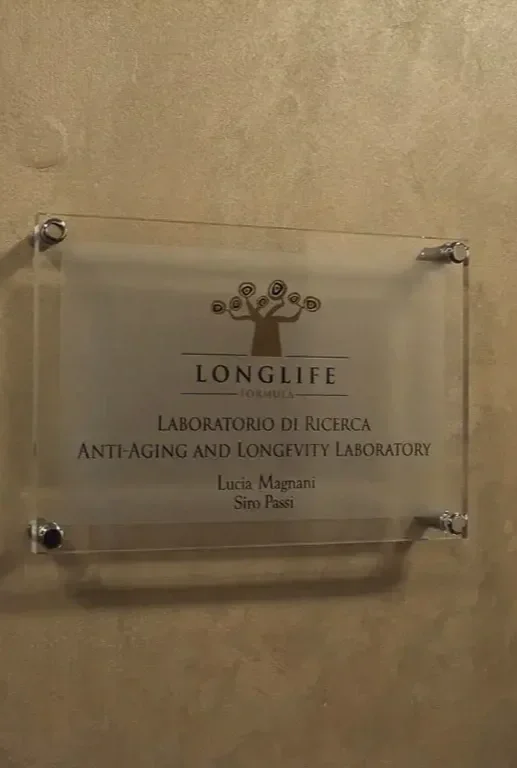 LONGLIFE
FORMULA
LABORATORIO DI RICERCA
ANTI-AGING AND LONGEVITY LABORATORY
Lucia Magnani
Siro Passi